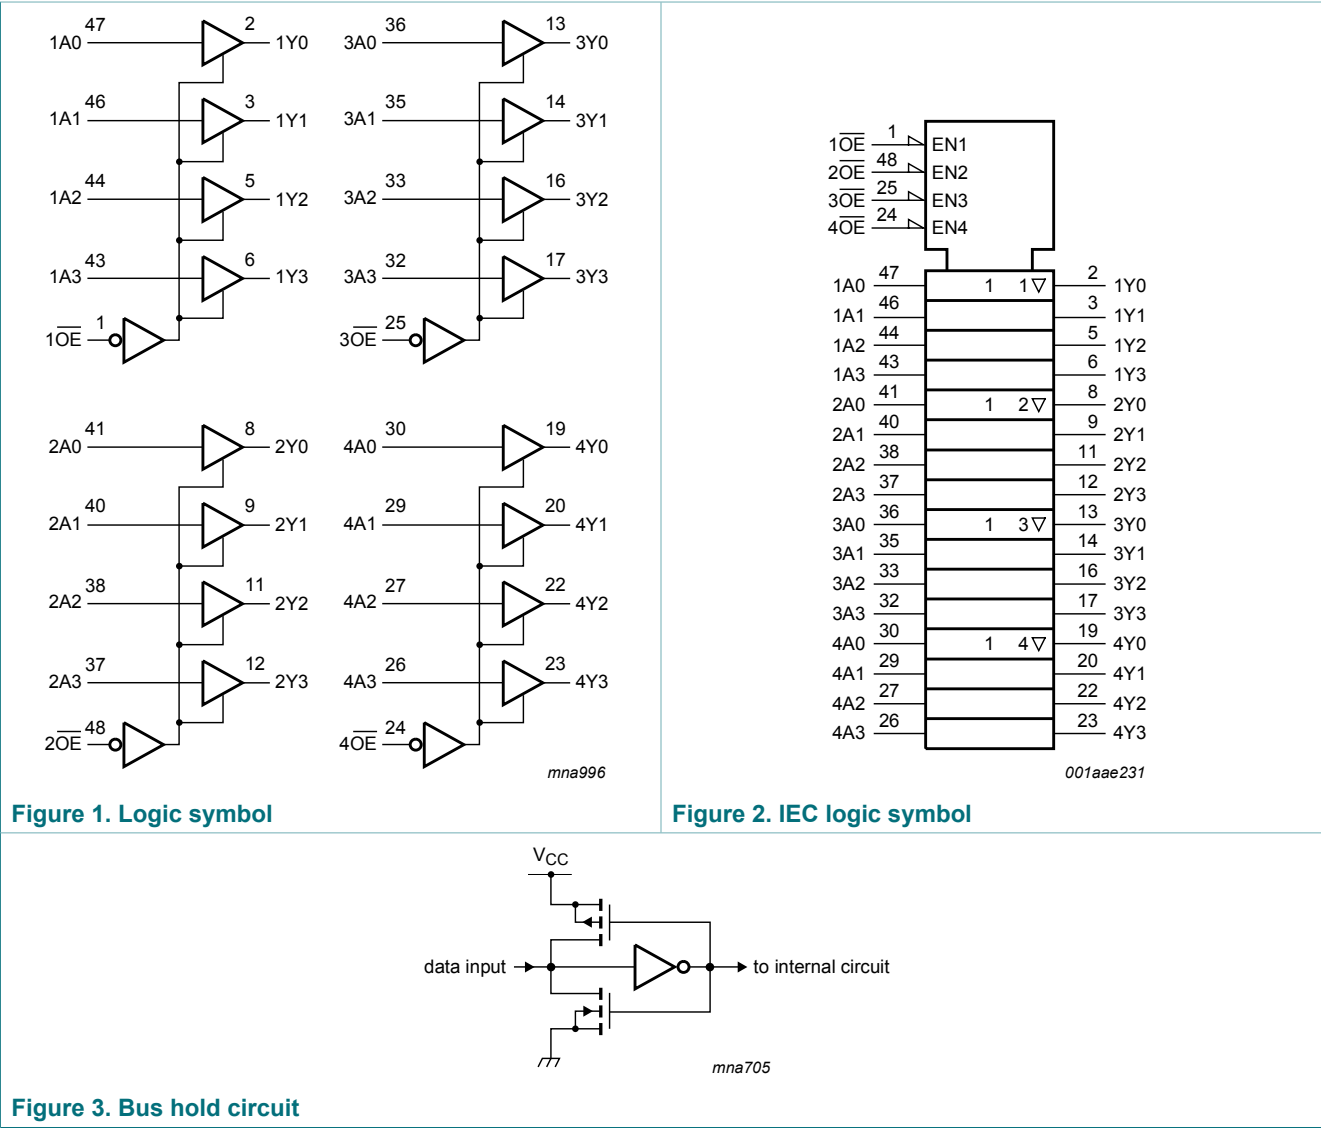 47 2
1A0 1Y0
46 3
1A1 1Y1
44 5
1A2 1Y2
43 6
1A3 1Y3
1
1OE
36 13
3A0 3Y0
35 14
3A1 3Y1
33 16
3A2 3Y2
32 17
3A3 3Y3
25
3OE
41 8
2A0 2Y0
40 9
2A1 2Y1
38 11
2A2 2Y2
37 12
2A3 2Y3
48
2OE
30 19
4A0 4Y0
29 20
4A1 4Y1
27 22
4A2 4Y2
26 23
4A3 4Y3
24
4OE
mna996
Figure 1. Logic symbol
1OE 1 EN1
2OE 48 EN2
3OE 25 EN3
4OE 24 EN4
1A0 47 1 1▽ 2 1Y0
1A1 46 3 1Y1
1A2 44 5 1Y2
1A3 43 6 1Y3
2A0 41 1 2▽ 8 2Y0
2A1 40 9 2Y1
2A2 38 11 2Y2
2A3 37 12 2Y3
3A0 36 1 3▽ 13 3Y0
3A1 35 14 3Y1
3A2 33 16 3Y2
3A3 32 17 3Y3
4A0 30 1 4▽ 19 4Y0
4A1 29 20 4Y1
4A2 27 22 4Y2
4A3 26 23 4Y3
001aae231
Figure 2. IEC logic symbol
VCC
data input to internal circuit
mna705
Figure 3. Bus hold circuit